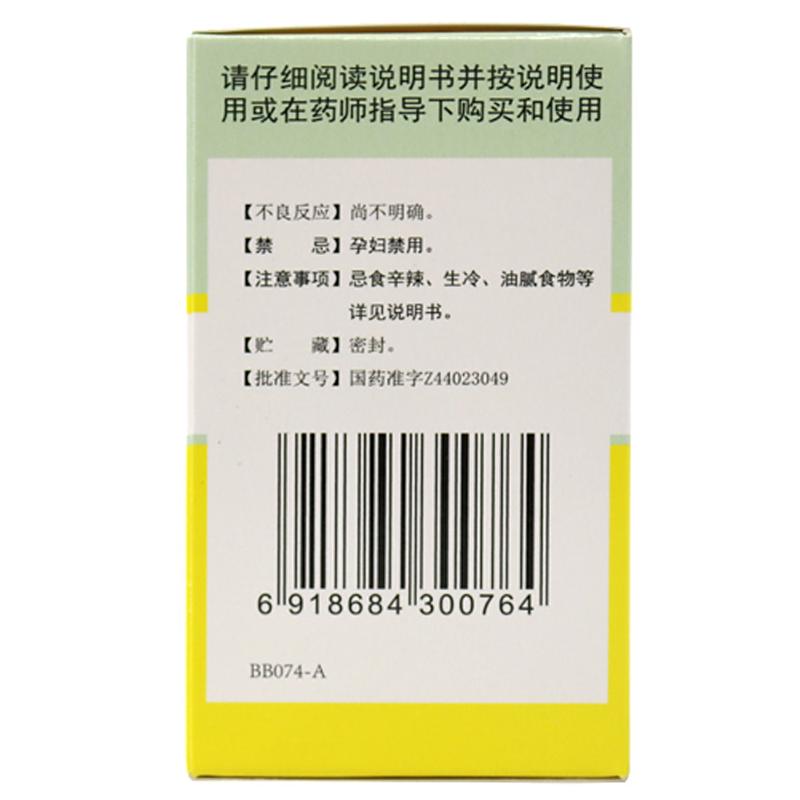 请仔细阅读说明书并按说明使
用或在药师指导下购买和使用
【不良反应】尚不明确。
【禁　　忌】孕妇禁用。
【注意事项】忌食辛辣、生冷、油腻食物等
详见说明书。
【贮　　藏】密封。
【批准文号】国药准字Z44023049
6 918684 300764
BB074-A